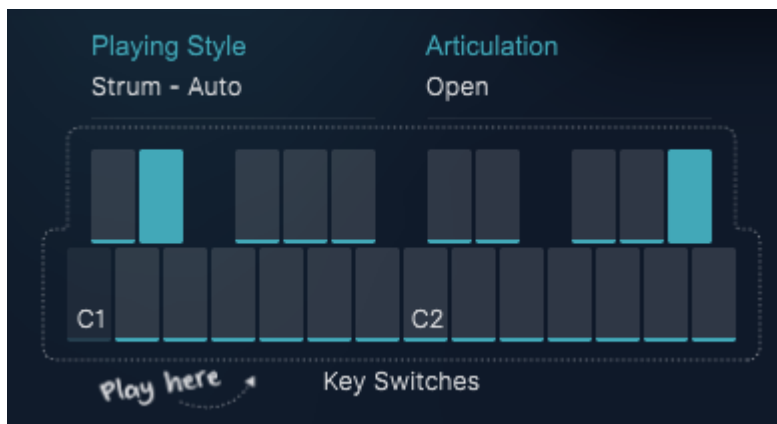 Playing Style
Strum - Auto
Articulation
Open
C1
C2
Play here
Key Switches